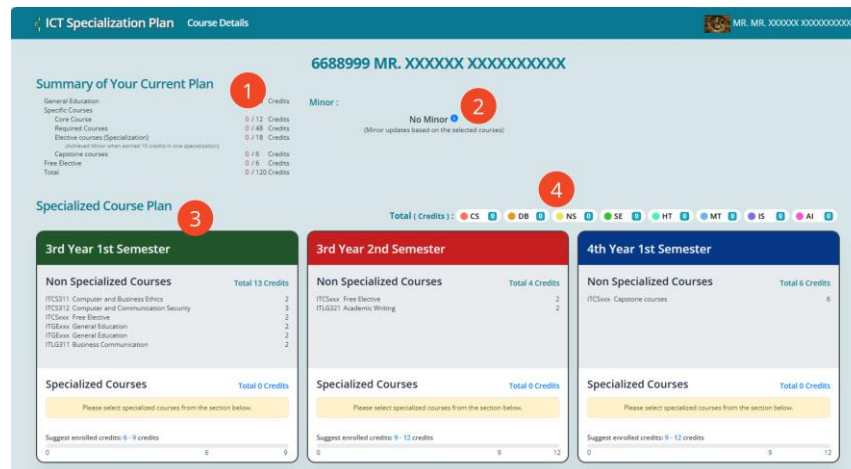 ICT Specialization Plan Course Details MR. MR. XXXXXX XXXXXXXXXX
6688999 MR. XXXXXX XXXXXXXXXX
Summary of Your Current Plan
1
General Education Credits
Specific Courses
Core Course 0 / 12 Credits
Required Courses 0 / 48 Credits
Elective courses (Specialization) 0 / 18 Credits
(Achieved Minor when earned 15 credits in one specialization)
Capstone courses 0 / 6 Credits
Free Elective 0 / 6 Credits
Total 0 / 120 Credits
Minor :
2
No Minor
(Minor updates based on the selected courses)
Specialized Course Plan
3
4
Total ( Credits ) : CS 0 DB 0 NS 0 SE 0 HT 0 MT 0 IS 0 AI 0
3rd Year 1st Semester
Non Specialized Courses Total 13 Credits
ITCS311 Computer and Business Ethics 2
ITCS312 Computer and Communication Security 3
ITCSxxx Free Elective 2
ITGExxx General Education 2
ITGExxx General Education 2
ITLG311 Business Communication 2
Specialized Courses Total 0 Credits
Please select specialized courses from the section below.
Suggest enrolled credits: 6 - 9 credits
0 6 9
3rd Year 2nd Semester
Non Specialized Courses Total 4 Credits
ITCSxxx Free Elective 2
ITLG321 Academic Writing 2
Specialized Courses Total 0 Credits
Please select specialized courses from the section below.
Suggest enrolled credits: 9 - 12 credits
0 9 12
4th Year 1st Semester
Non Specialized Courses Total 6 Credits
ITCSxxx Capstone courses 6
Specialized Courses Total 0 Credits
Please select specialized courses from the section below.
Suggest enrolled credits: 9 - 12 credits
0 9 12